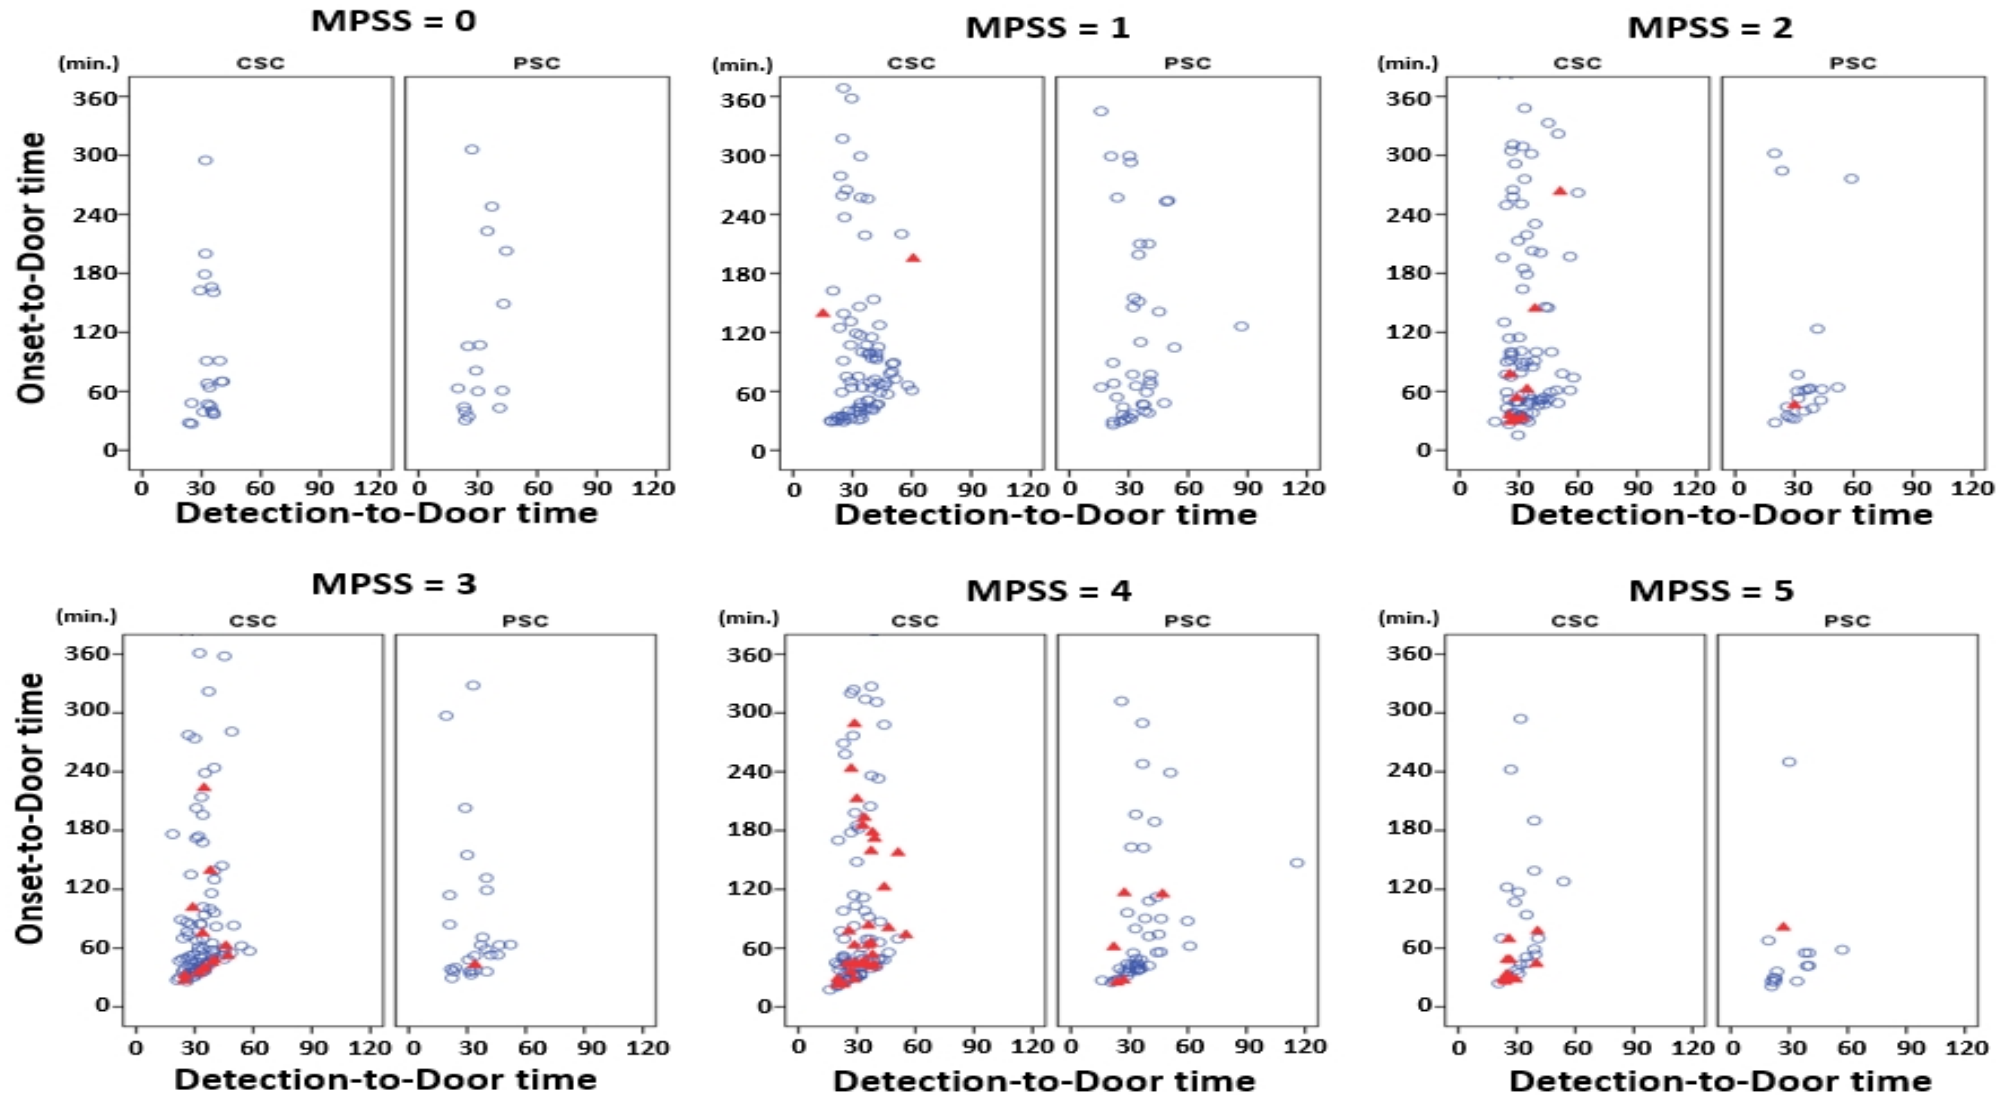 MPSS = 0
MPSS = 1
MPSS = 2
(min.) CSC PSC
(min.) CSC PSC
(min.) CSC PSC
Onset-to-Door time
360
300
240
180
120
60
0
360
300
240
180
120
60
0
360
300
240
180
120
60
0
0 30 60 90 120 0 30 60 90 120
0 30 60 90 120 0 30 60 90 120
0 30 60 90 120 0 30 60 90 120
Detection-to-Door time
Detection-to-Door time
Detection-to-Door time
MPSS = 3
MPSS = 4
MPSS = 5
(min.) CSC PSC
(min.) CSC PSC
(min.) CSC PSC
Onset-to-Door time
360
300
240
180
120
60
0
360
300
240
180
120
60
0
360
300
240
180
120
60
0
0 30 60 90 120 0 30 60 90 120
0 30 60 90 120 0 30 60 90 120
0 30 60 90 120 0 30 60 90 120
Detection-to-Door time
Detection-to-Door time
Detection-to-Door time